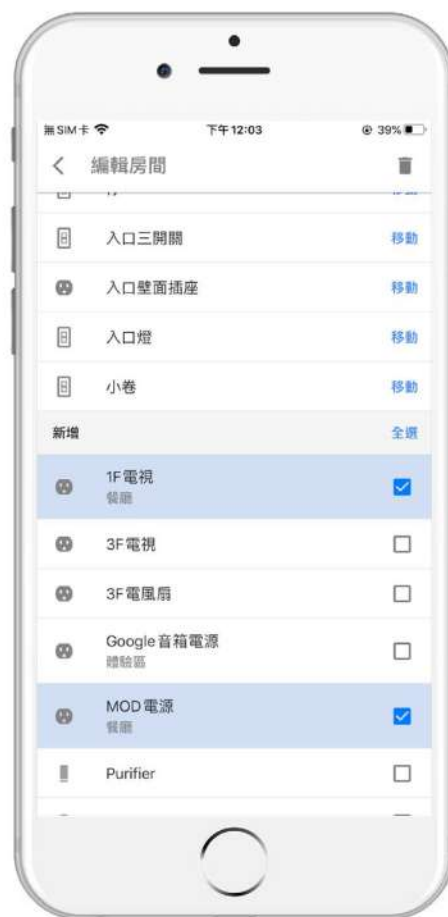 無SIM卡
下午12:03
39%
編輯房間
入口三開關
移動
入口壁面插座
移動
入口燈
移動
小卷
移動
新增
全選
1F電視
餐廳
3F電視
3F電風扇
Google音箱電源
體驗區
MOD電源
餐廳
Purifier